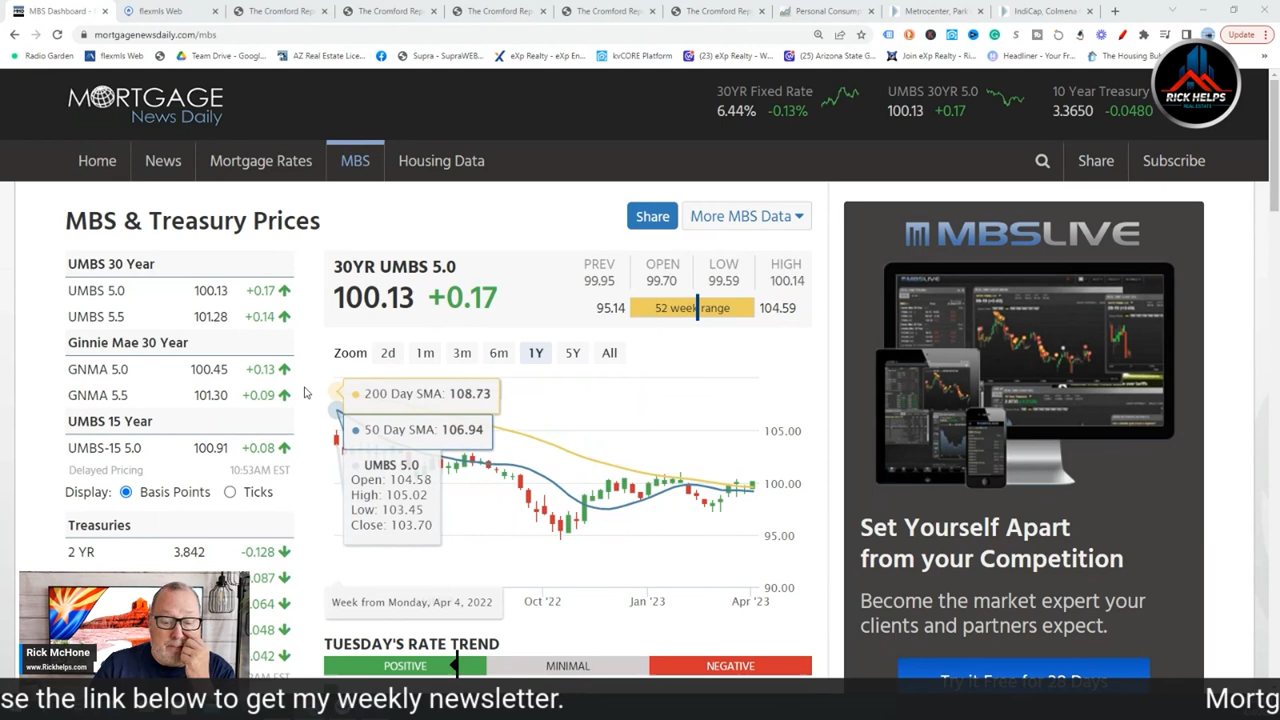 MBS Dashboard -
flexmls Web
The Cromford Rep
The Cromford Rep
The Cromford Rep
The Cromford Rep
The Cromford Rep
Personal Consum
Metrocenter, Park
IndiCap, Colmena
mortgagenewsdaily.com/mbs
Update
Radio Garden
flexmls Web
Team Drive - Googl...
AZ Real Estate Lice...
Supra - SupraWEB...
eXp Realty - eXp R...
kvCORE Platform
(23) eXp Realty - W...
(25) Arizona State G...
Join eXp Realty - Ri...
Headliner - Your Fr...
The Housing Bu
MORTGAGE
News Daily
30YR Fixed Rate
6.44% -0.13%
UMBS 30YR 5.0
100.13 +0.17
10 Year Treasury
3.3650 -0.0480
RICK HELPS
REAL ESTATE
Home
News
Mortgage Rates
MBS
Housing Data
Share
Subscribe
MBS & Treasury Prices
Share
More MBS Data
UMBS 30 Year
UMBS 5.0 +0.17
UMBS 5.5 101.28 +0.14
Ginnie Mae 30 Year
GNMA 5.0 100.45 +0.13
GNMA 5.5 101.30 +0.09
UMBS 15 Year
UMBS-15 5.0 100.91 +0.08
Delayed Pricing 10:53AM EST
Display: Basis Points Ticks
Treasuries
2 YR 3.842 -0.128
.087
.064
.048
.042
30YR UMBS 5.0
100.13 +0.17
PREV OPEN LOW HIGH
99.95 99.70 99.59 100.14
95.14 52 week range 104.59
Zoom 2d 1m 3m 6m 1Y 5Y All
200 Day SMA: 108.73
50 Day SMA: 106.94
UMBS 5.0
Open: 104.58
High: 105.02
Low: 103.45
Close: 103.70
105.00
100.00
95.00
90.00
Week from Monday, Apr 4, 2022
Oct '22
Jan '23
Apr '23
TUESDAY'S RATE TREND
POSITIVE MINIMAL NEGATIVE
MBSLIVE
Set Yourself Apart
from your Competition
Become the market expert your
clients and partners expect.
Try it Free for 28 Days
Rick McHone
www.Rickhelps.com
se the link below to get my weekly newsletter.
Mortg